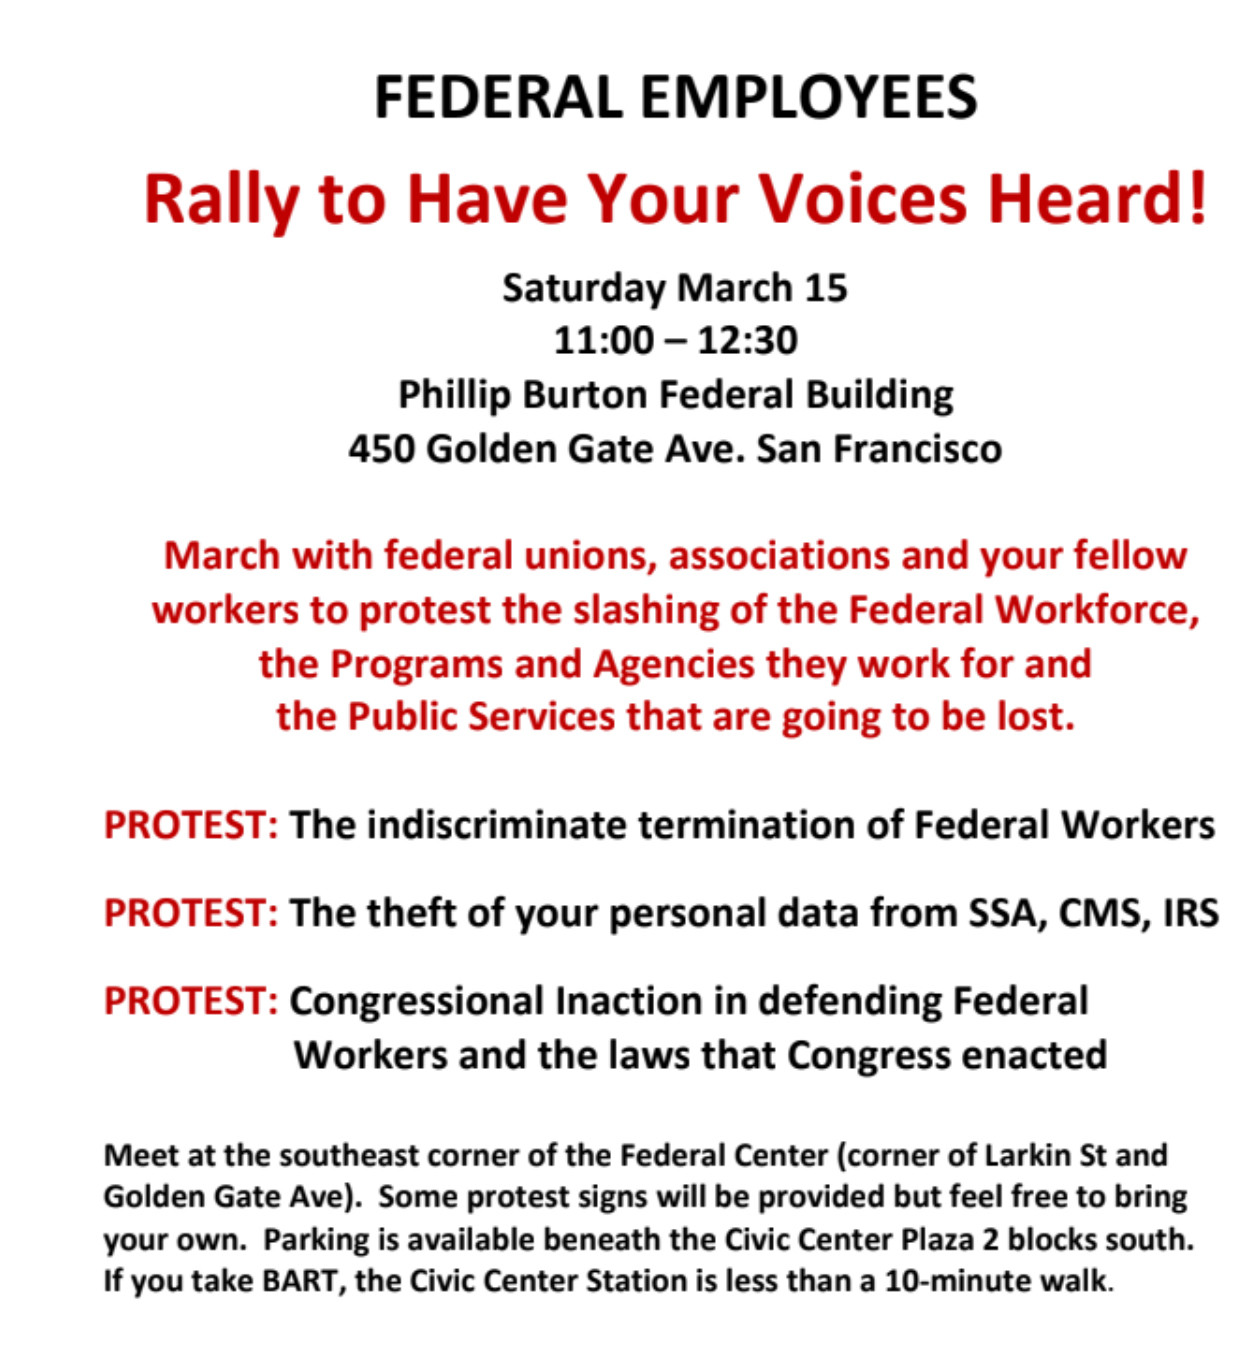 FEDERAL EMPLOYEES
Rally to Have Your Voices Heard!
Saturday March 15
11:00 – 12:30
Phillip Burton Federal Building
450 Golden Gate Ave. San Francisco
March with federal unions, associations and your fellow
workers to protest the slashing of the Federal Workforce,
the Programs and Agencies they work for and
the Public Services that are going to be lost.
PROTEST: The indiscriminate termination of Federal Workers
PROTEST: The theft of your personal data from SSA, CMS, IRS
PROTEST: Congressional Inaction in defending Federal
Workers and the laws that Congress enacted
Meet at the southeast corner of the Federal Center (corner of Larkin St and
Golden Gate Ave).  Some protest signs will be provided but feel free to bring
your own.  Parking is available beneath the Civic Center Plaza 2 blocks south.
If you take BART, the Civic Center Station is less than a 10-minute walk.